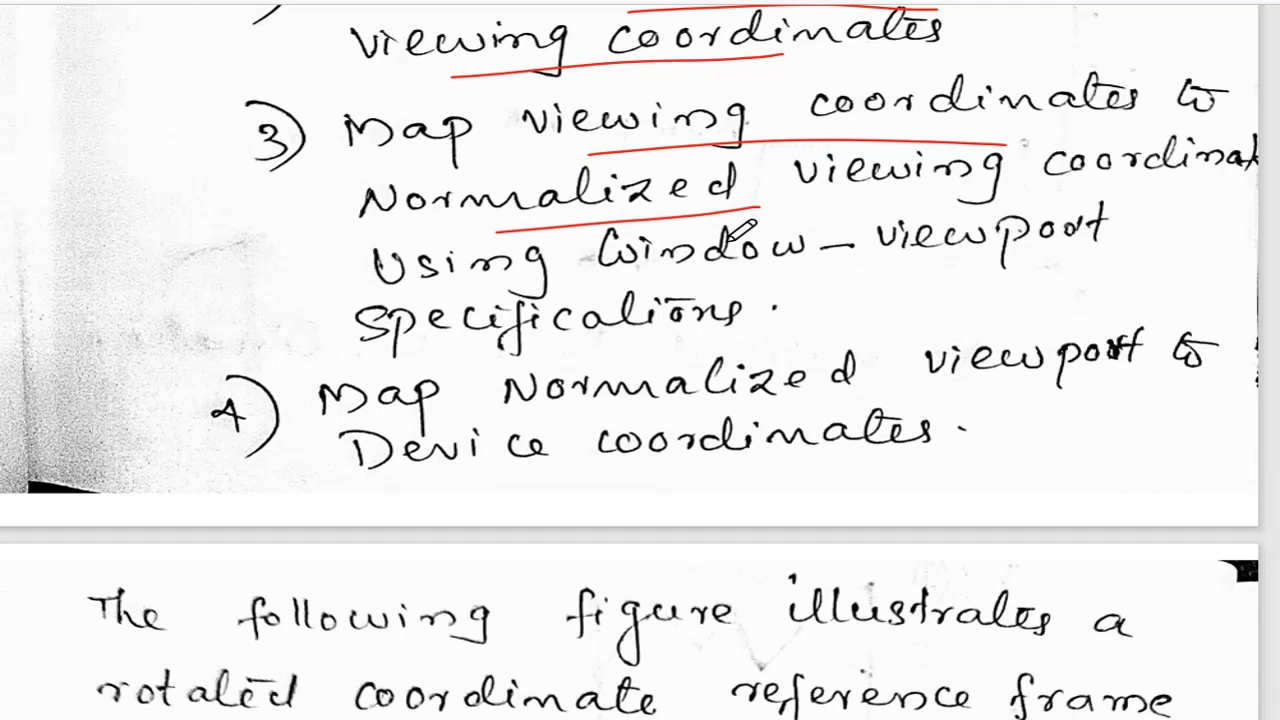 viewing coordinates
3) Map viewing coordinates to
Normalized viewing coordinat
Using Window - viewport
specifications.
4) Map Normalized viewport to
Device coordinates.
The following figure illustrates a
rotated coordinate reference frame